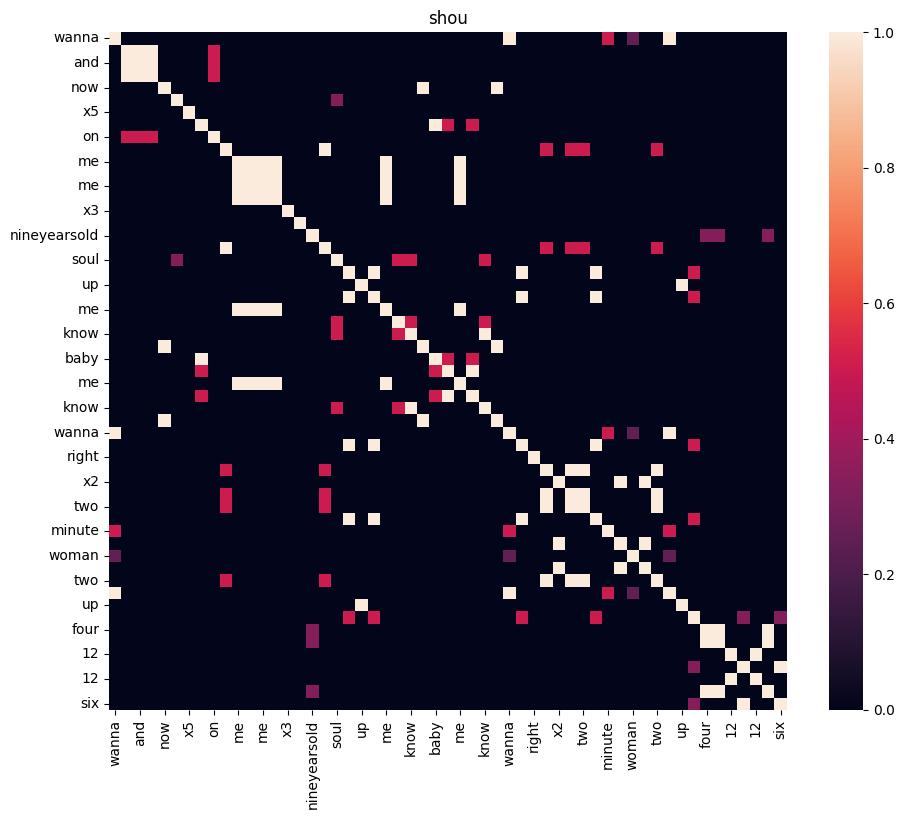 shou
wanna
and
now
x5
on
me
me
x3
nineyearsold
soul
up
me
know
baby
me
know
wanna
right
x2
two
minute
woman
two
up
four
12
12
six
1.0
0.8
0.6
0.4
0.2
0.0
wanna and now x5 on me me x3 nineyearsold soul up me know baby me know wanna right x2 two minute woman two up four 12 12 six